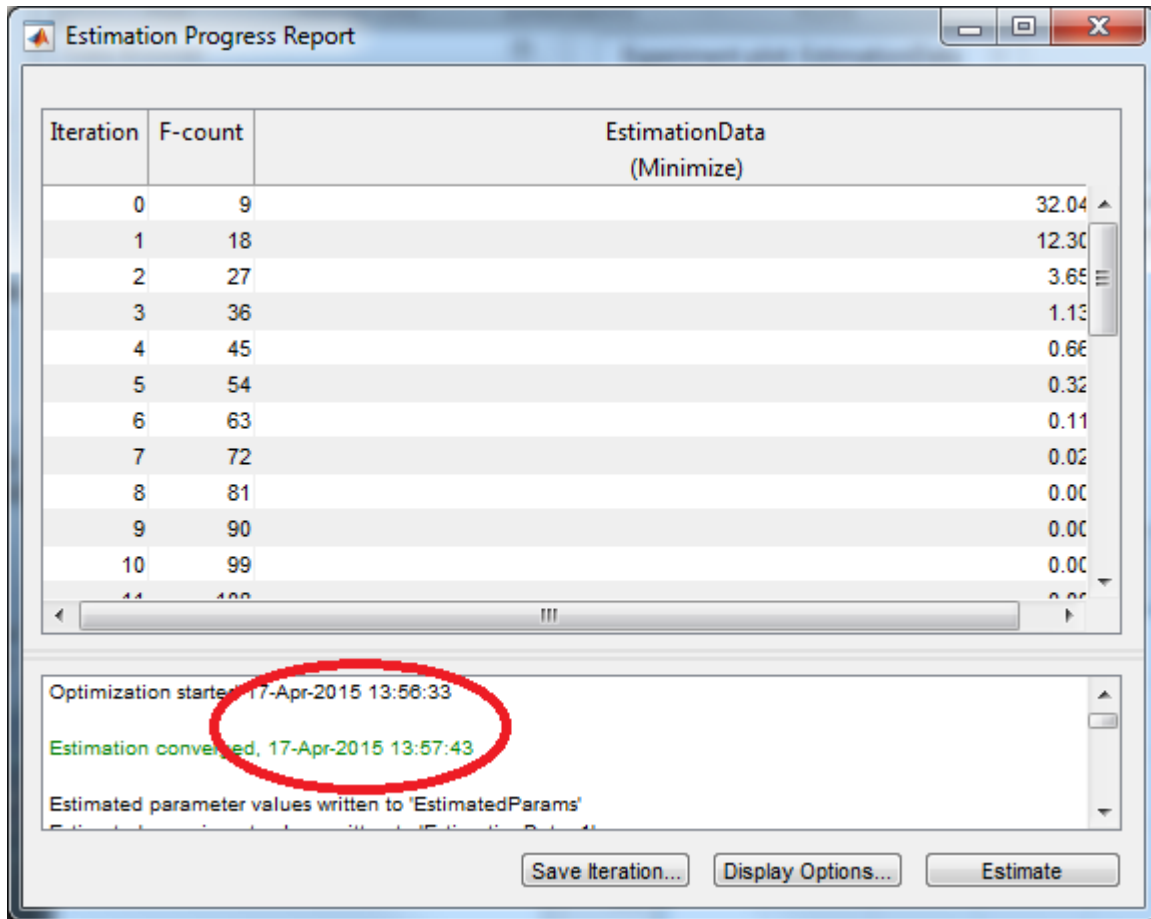 Estimation Progress Report
Iteration F-count EstimationData
(Minimize)
0 9 32.04
1 18 12.30
2 27 3.65
3 36 1.13
4 45 0.66
5 54 0.32
6 63 0.11
7 72 0.02
8 81 0.00
9 90 0.00
10 99 0.00
Optimization started 17-Apr-2015 13:56:33
Estimation converged, 17-Apr-2015 13:57:43
Estimated parameter values written to 'EstimatedParams'
Save Iteration... Display Options... Estimate